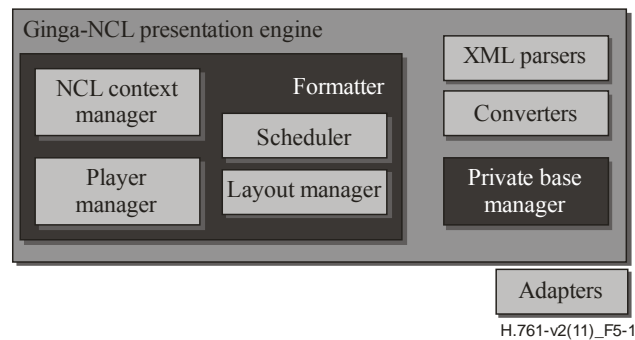 Ginga-NCL presentation engine
Formatter
NCL context
manager
Scheduler
Player
manager
Layout manager
XML parsers
Converters
Private base
manager
Adapters
H.761-v2(11)_F5-1